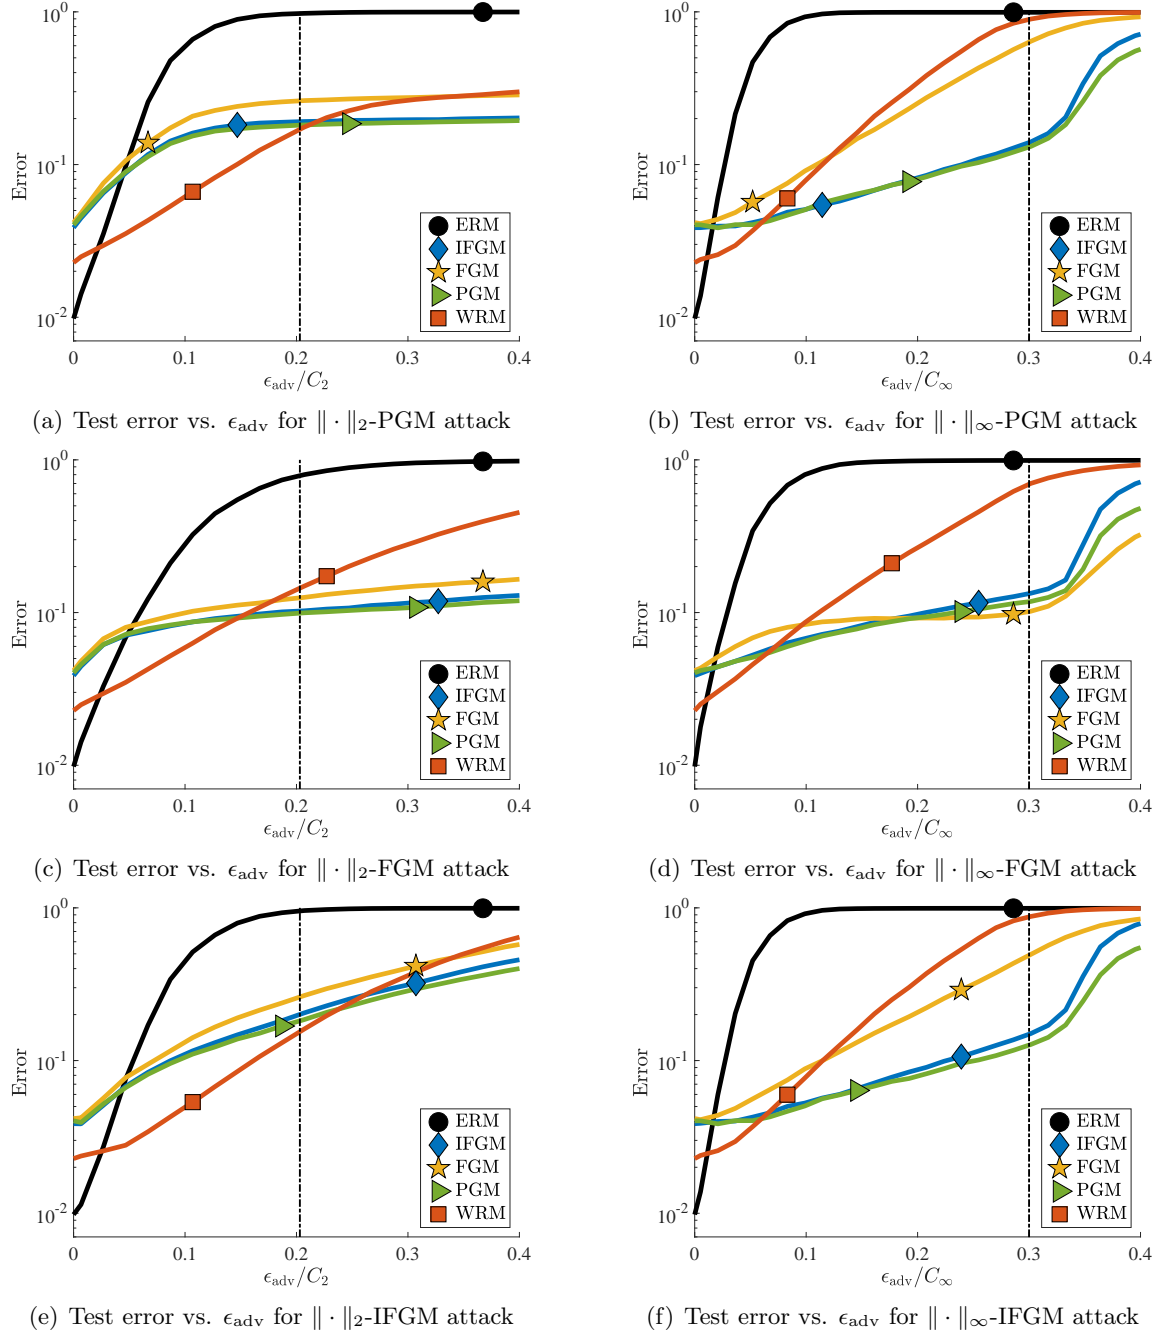 10^0
10^{-1}
10^{-2}
Error
ERM
IFGM
FGM
PGM
WRM
0 0.1 0.2 0.3 0.4
ϵ_adv/C_2
(a) Test error vs. ϵ_adv for ‖ · ‖_2-PGM attack
10^0
10^{-1}
10^{-2}
Error
ERM
IFGM
FGM
PGM
WRM
0 0.1 0.2 0.3 0.4
ϵ_adv/C_∞
(b) Test error vs. ϵ_adv for ‖ · ‖_∞-PGM attack
10^0
10^{-1}
10^{-2}
Error
ERM
IFGM
FGM
PGM
WRM
0 0.1 0.2 0.3 0.4
ϵ_adv/C_2
(c) Test error vs. ϵ_adv for ‖ · ‖_2-FGM attack
10^0
10^{-1}
10^{-2}
Error
ERM
IFGM
FGM
PGM
WRM
0 0.1 0.2 0.3 0.4
ϵ_adv/C_∞
(d) Test error vs. ϵ_adv for ‖ · ‖_∞-FGM attack
10^0
10^{-1}
10^{-2}
Error
ERM
IFGM
FGM
PGM
WRM
0 0.1 0.2 0.3 0.4
ϵ_adv/C_2
(e) Test error vs. ϵ_adv for ‖ · ‖_2-IFGM attack
10^0
10^{-1}
10^{-2}
Error
ERM
IFGM
FGM
PGM
WRM
0 0.1 0.2 0.3 0.4
ϵ_adv/C_∞
(f) Test error vs. ϵ_adv for ‖ · ‖_∞-IFGM attack